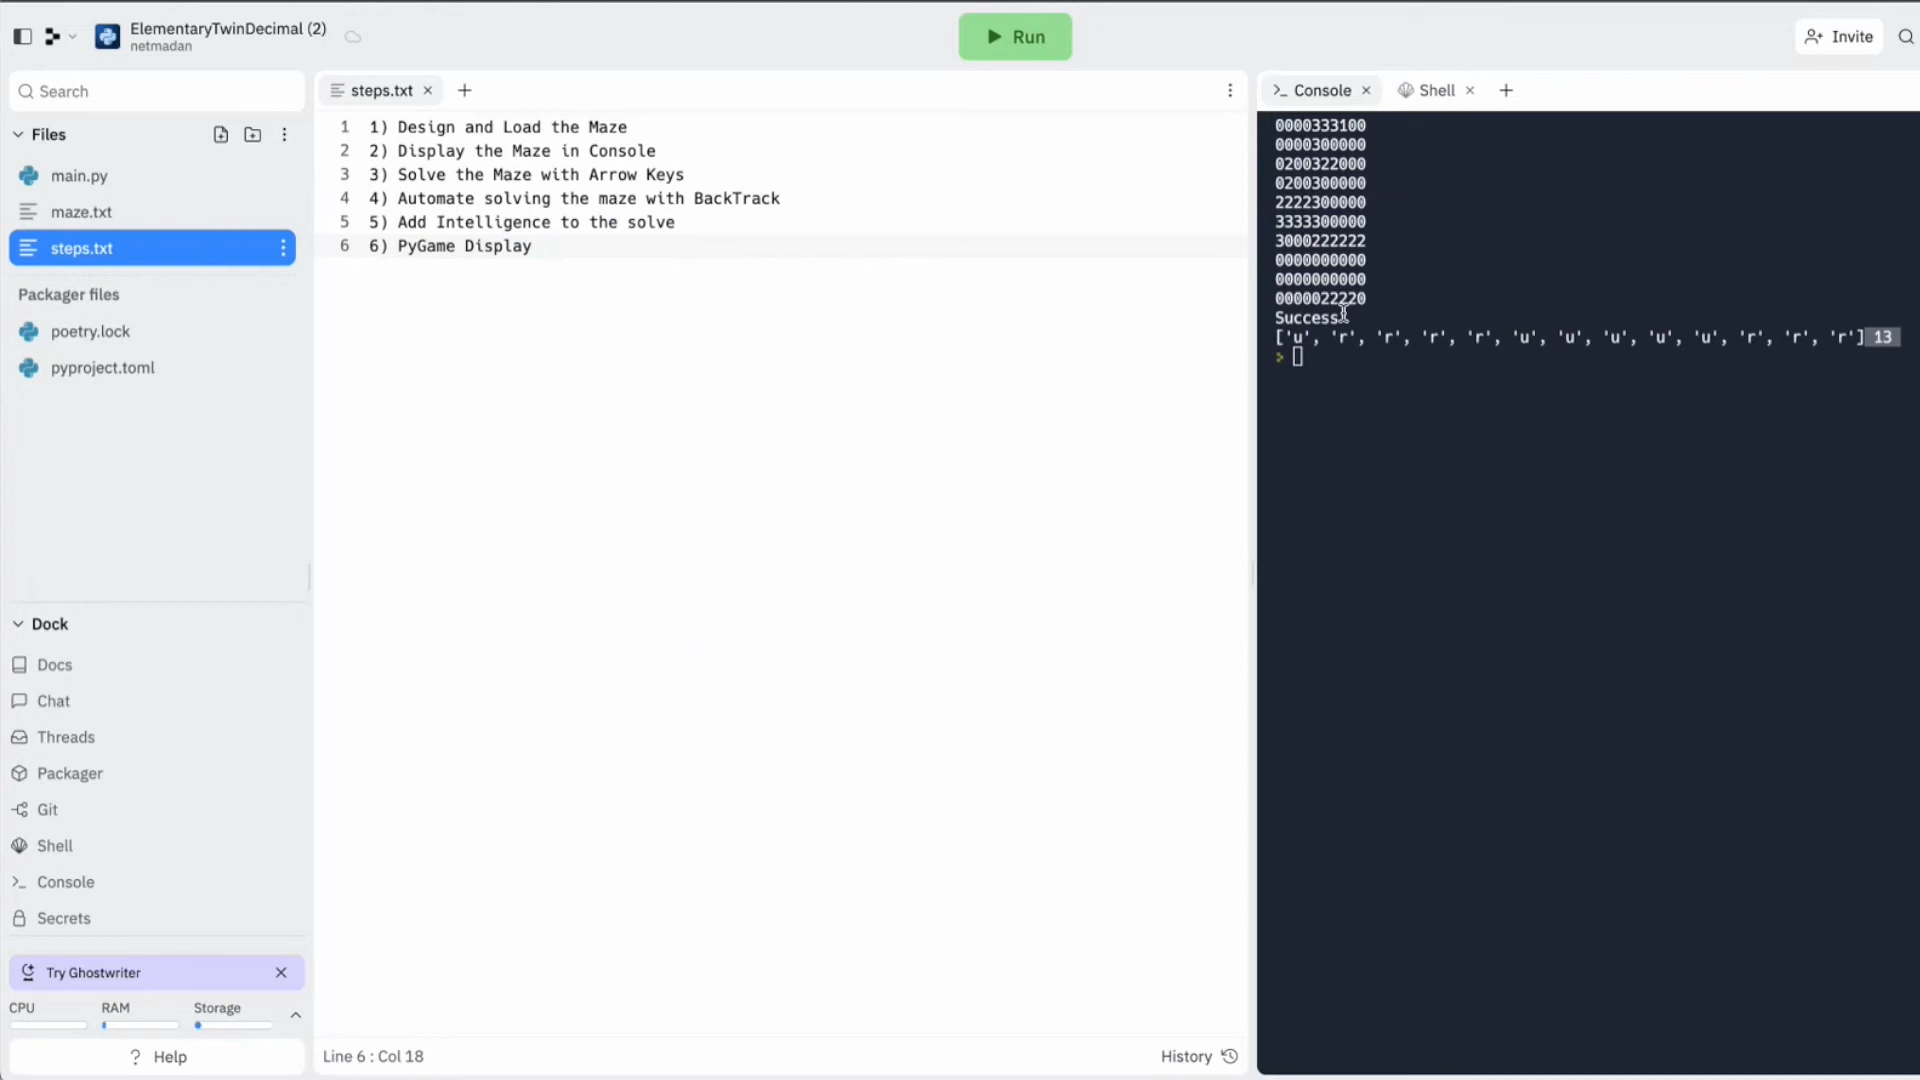 ElementaryTwinDecimal (2)
netmadan
Run
Invite
Search
Files
main.py
maze.txt
steps.txt
Packager files
poetry.lock
pyproject.toml
Dock
Docs
Chat
Threads
Packager
Git
Shell
Console
Secrets
Try Ghostwriter
CPU RAM Storage
? Help
steps.txt × +
1 1) Design and Load the Maze
2 2) Display the Maze in Console
3 3) Solve the Maze with Arrow Keys
4 4) Automate solving the maze with BackTrack
5 5) Add Intelligence to the solve
6 6) PyGame Display
Line 6 : Col 18
History
>_ Console × Shell × +
0000333100
0000300000
0200322000
0200300000
2222300000
3333300000
3000222222
0000000000
0000000000
0000022220
Success
['u', 'r', 'r', 'r', 'r', 'u', 'u', 'u', 'u', 'u', 'r', 'r', 'r'] 13
>